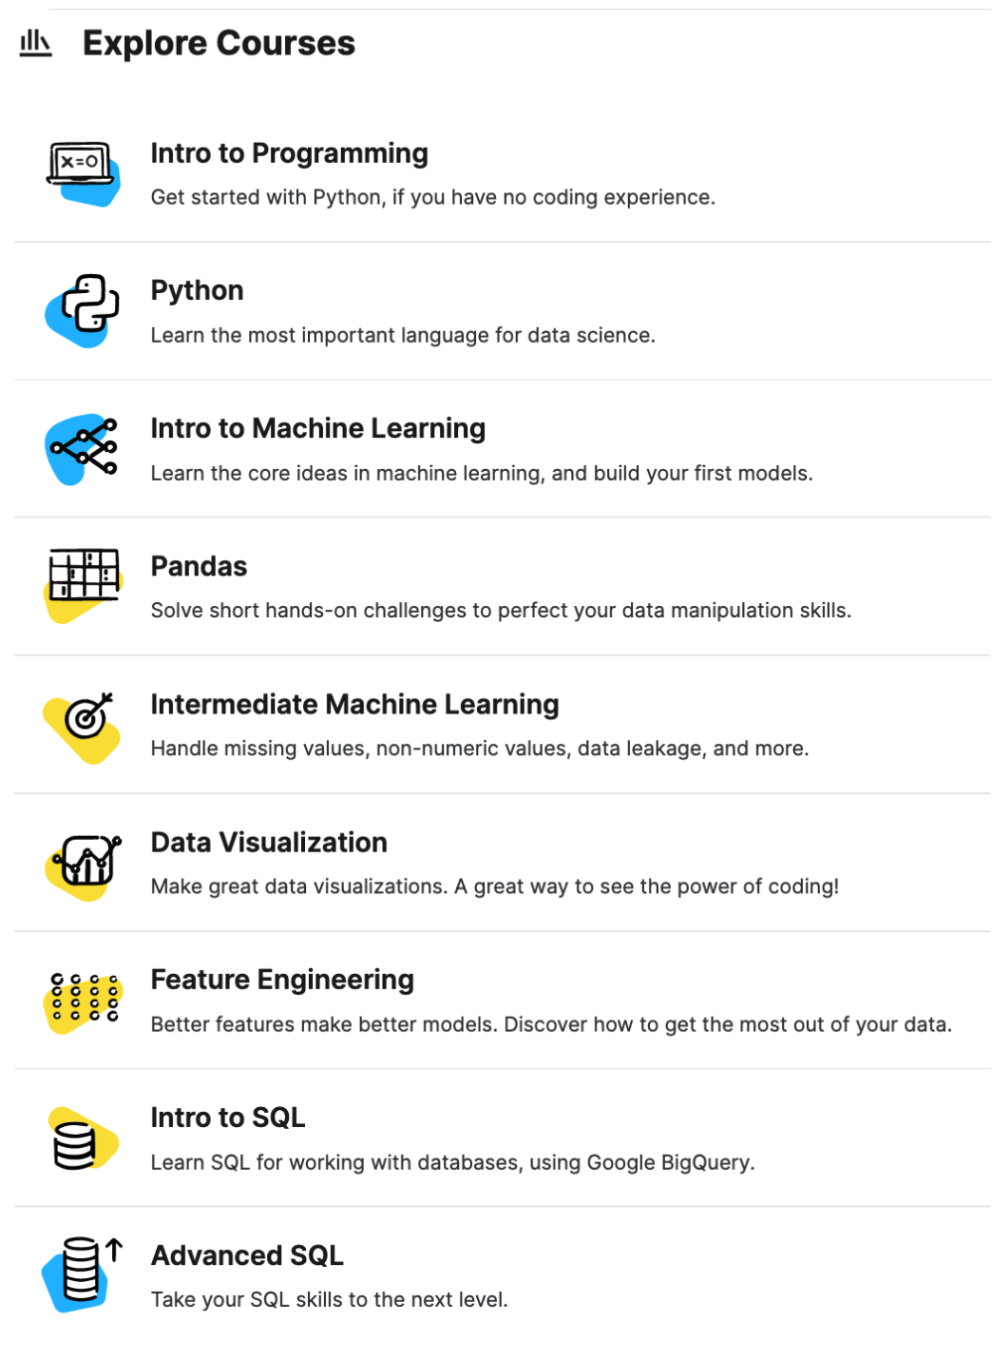 Explore Courses
x=0
Intro to Programming
Get started with Python, if you have no coding experience.
Python
Learn the most important language for data science.
Intro to Machine Learning
Learn the core ideas in machine learning, and build your first models.
Pandas
Solve short hands-on challenges to perfect your data manipulation skills.
Intermediate Machine Learning
Handle missing values, non-numeric values, data leakage, and more.
Data Visualization
Make great data visualizations. A great way to see the power of coding!
Feature Engineering
Better features make better models. Discover how to get the most out of your data.
Intro to SQL
Learn SQL for working with databases, using Google BigQuery.
Advanced SQL
Take your SQL skills to the next level.